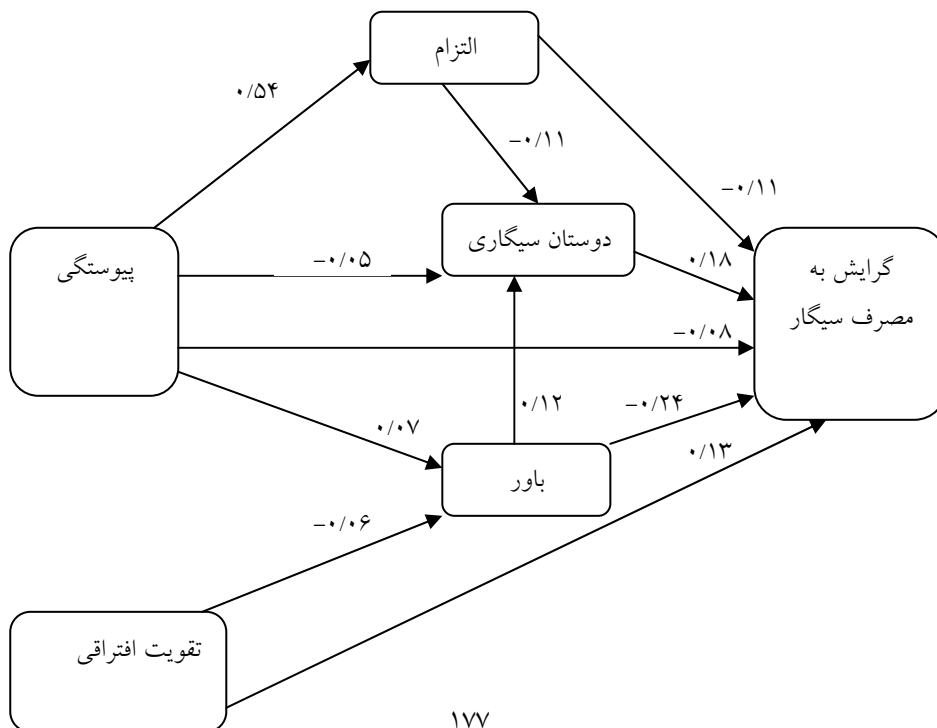 التزام
۰/۵۴
−۰/۱۱
−۰/۱۱
دوستان سیگاری
پیوستگی
−۰/۰۵
۰/۱۸
گرایش به
مصرف سیگار
−۰/۰۸
۰/۱۲
−۰/۲۴
۰/۰۷
۰/۱۳
باور
−۰/۰۶
تقویت افتراقی
۱۷۷